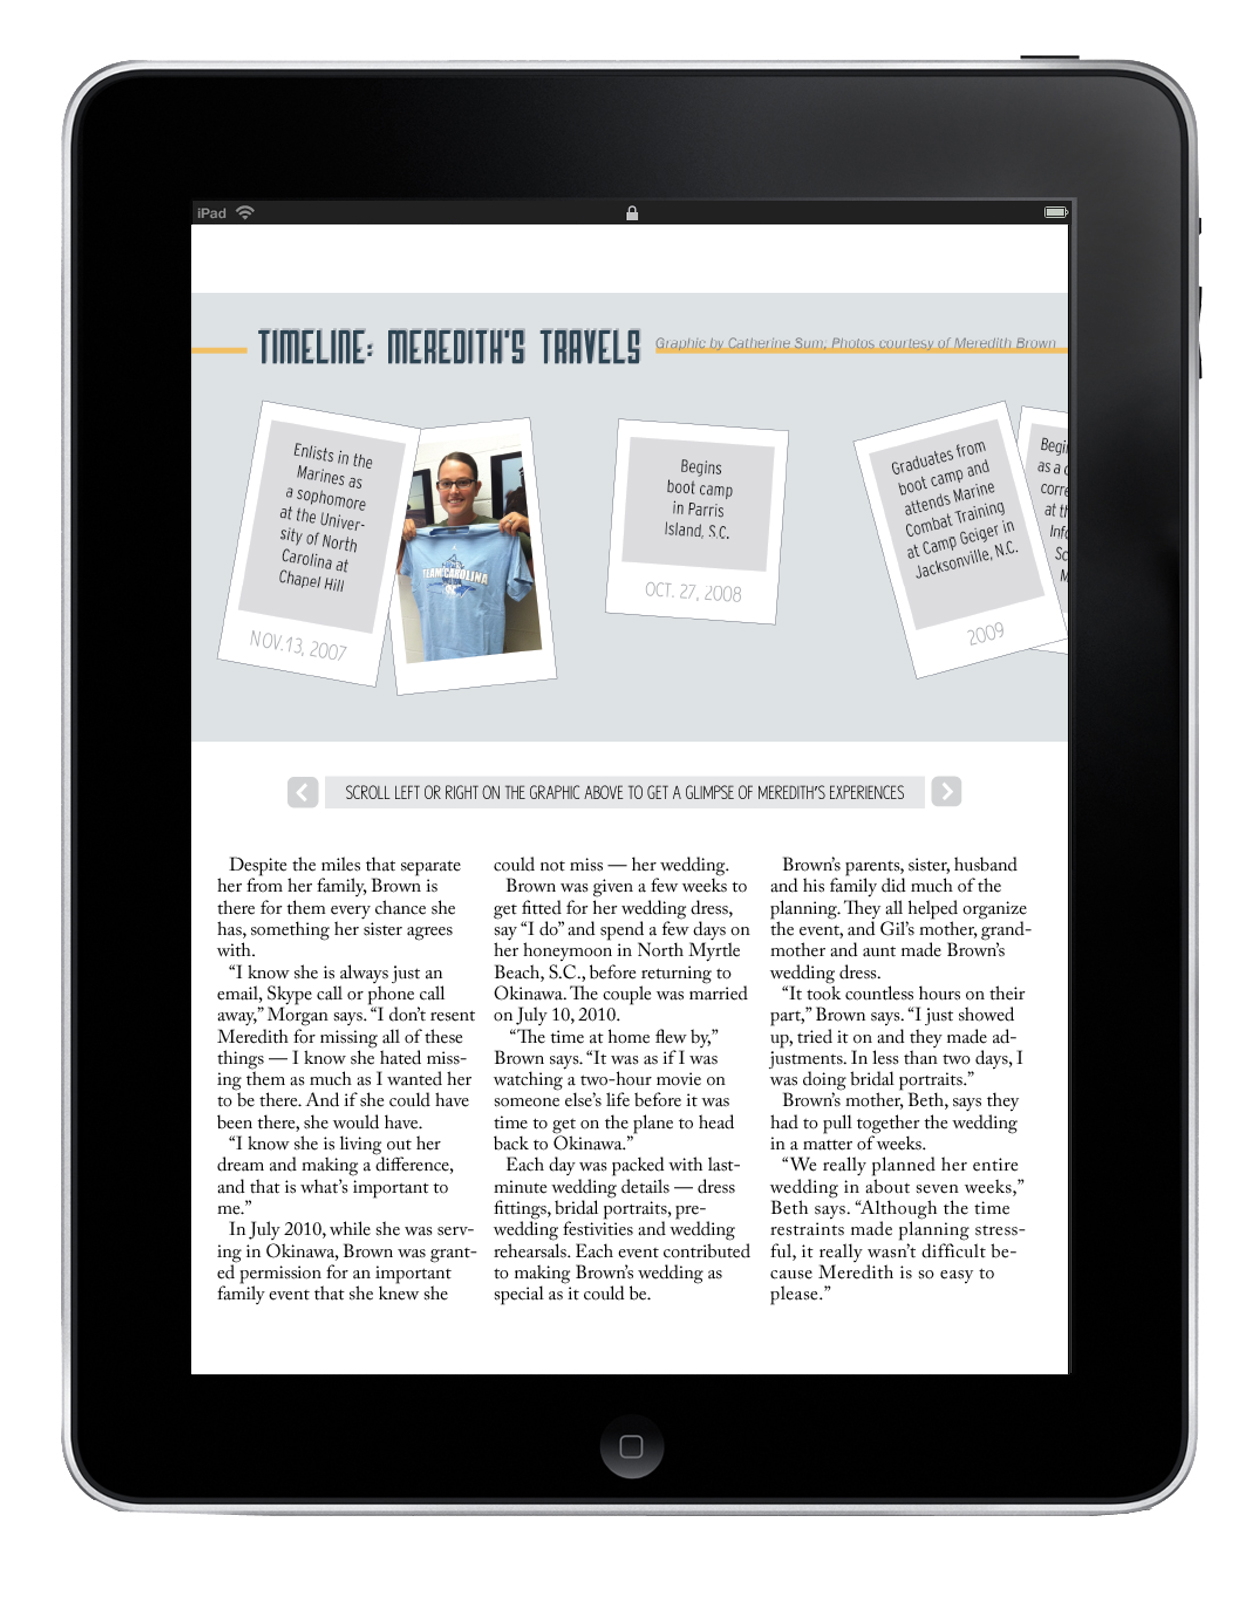 iPad
TIMELINE: MEREDITH'S TRAVELS
Graphic by Catherine Sum; Photos courtesy of Meredith Brown
Enlists in the
Marines as
a sophomore
at the Univer-
sity of North
Carolina at
Chapel Hill
NOV.13, 2007
TEAM CAROLINA
Begins
boot camp
in Parris
Island, S.C.
OCT. 27, 2008
Graduates from
boot camp and
attends Marine
Combat Training
at Camp Geiger in
Jacksonville, N.C.
2009
as a
at
SCROLL LEFT OR RIGHT ON THE GRAPHIC ABOVE TO GET A GLIMPSE OF MEREDITH'S EXPERIENCES
Despite the miles that separate
her from her family, Brown is
there for them every chance she
has, something her sister agrees
with.
“I know she is always just an
email, Skype call or phone call
away,” Morgan says. “I don’t resent
Meredith for missing all of these
things — I know she hated miss-
ing them as much as I wanted her
to be there. And if she could have
been there, she would have.
“I know she is living out her
dream and making a difference,
and that is what’s important to
me.”
In July 2010, while she was serv-
ing in Okinawa, Brown was grant-
ed permission for an important
family event that she knew she
could not miss — her wedding.
Brown was given a few weeks to
get fitted for her wedding dress,
say “I do” and spend a few days on
her honeymoon in North Myrtle
Beach, S.C., before returning to
Okinawa. The couple was married
on July 10, 2010.
“The time at home flew by,”
Brown says. “It was as if I was
watching a two-hour movie on
someone else’s life before it was
time to get on the plane to head
back to Okinawa.”
Each day was packed with last-
minute wedding details — dress
fittings, bridal portraits, pre-
wedding festivities and wedding
rehearsals. Each event contributed
to making Brown’s wedding as
special as it could be.
Brown’s parents, sister, husband
and his family did much of the
planning. They all helped organize
the event, and Gil’s mother, grand-
mother and aunt made Brown’s
wedding dress.
“It took countless hours on their
part,” Brown says. “I just showed
up, tried it on and they made ad-
justments. In less than two days, I
was doing bridal portraits.”
Brown’s mother, Beth, says they
had to pull together the wedding
in a matter of weeks.
“We really planned her entire
wedding in about seven weeks,”
Beth says. “Although the time
restraints made planning stress-
ful, it really wasn’t difficult be-
cause Meredith is so easy to
please.”